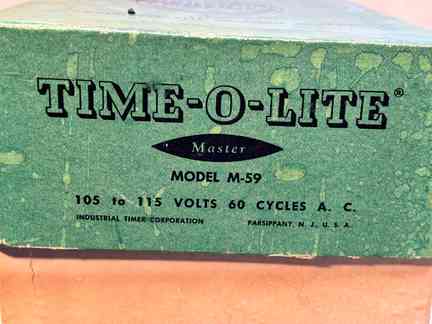 TIME-O-LITE®
Master
MODEL M-59
105 to 115 VOLTS 60 CYCLES A. C.
INDUSTRIAL TIMER CORPORATION PARSIPPANY, N. J., U. S. A.